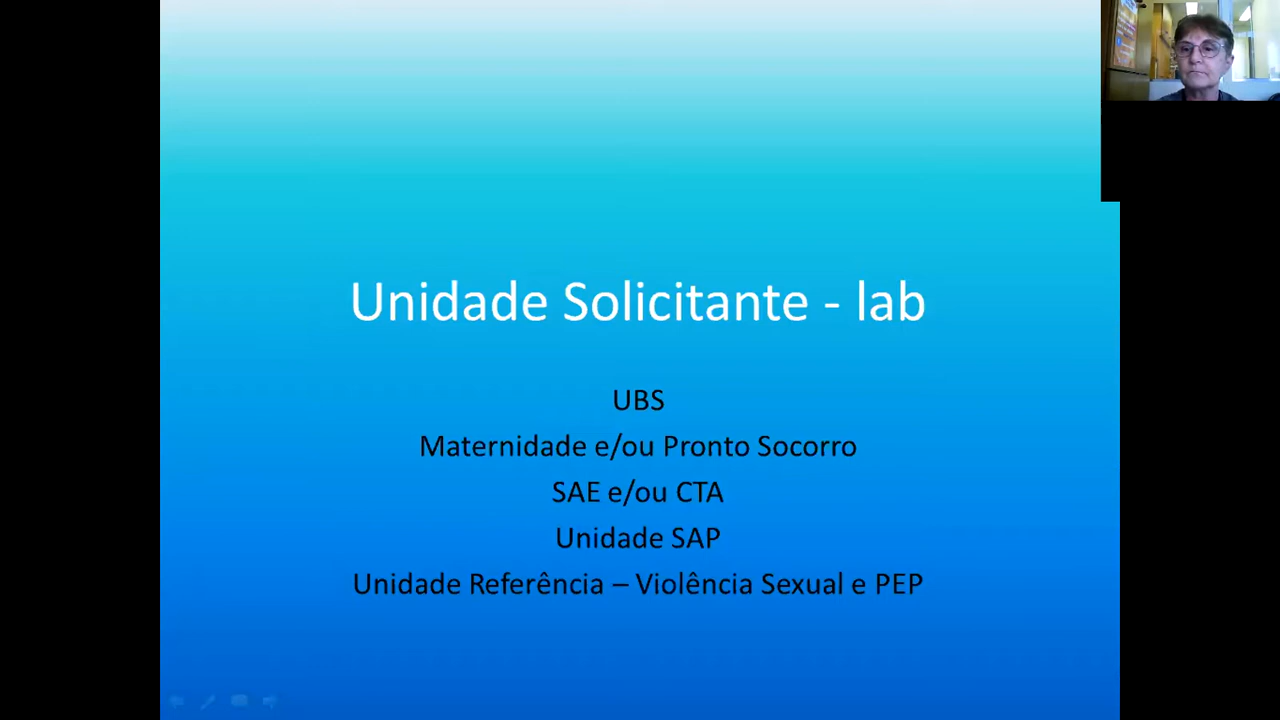 Unidade Solicitante - lab
UBS
Maternidade e/ou Pronto Socorro
SAE e/ou CTA
Unidade SAP
Unidade Referência – Violência Sexual e PEP